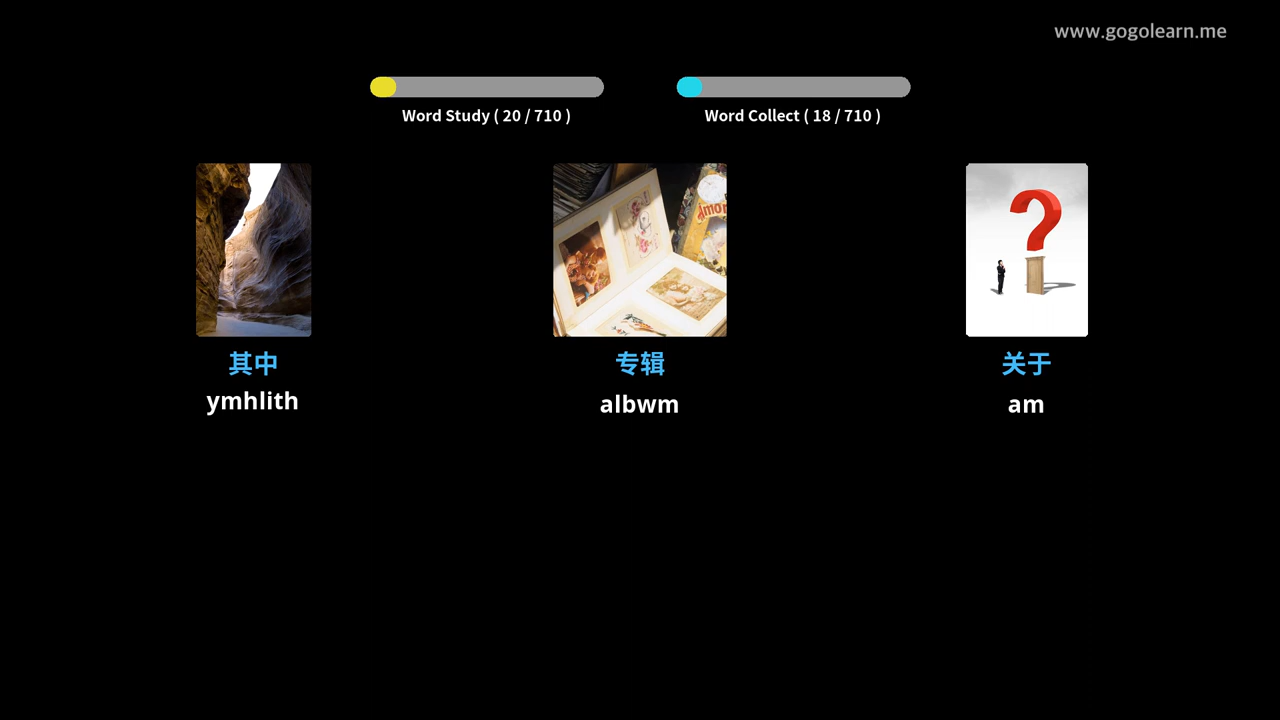 www.gogolearn.me
Word Study ( 20 / 710 )
Word Collect ( 18 / 710 )
其中
ymhlith
专辑
albwm
关于
am